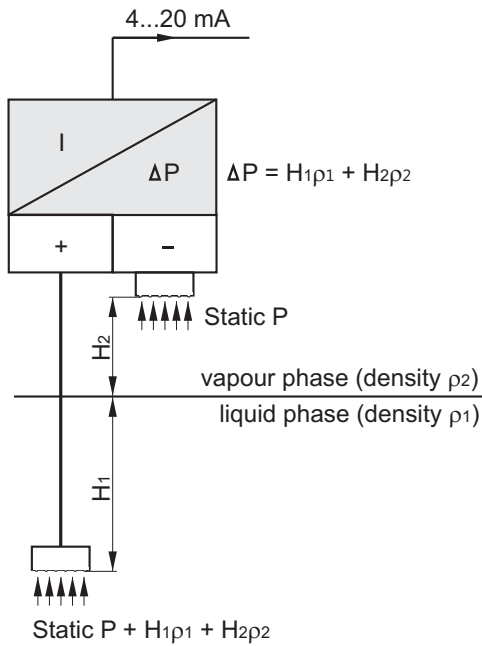 4...20 mA
I
ΔP
ΔP = H1ρ1 + H2ρ2
+
–
Static P
H2
vapour phase (density ρ2)
liquid phase (density ρ1)
H1
Static P + H1ρ1 + H2ρ2